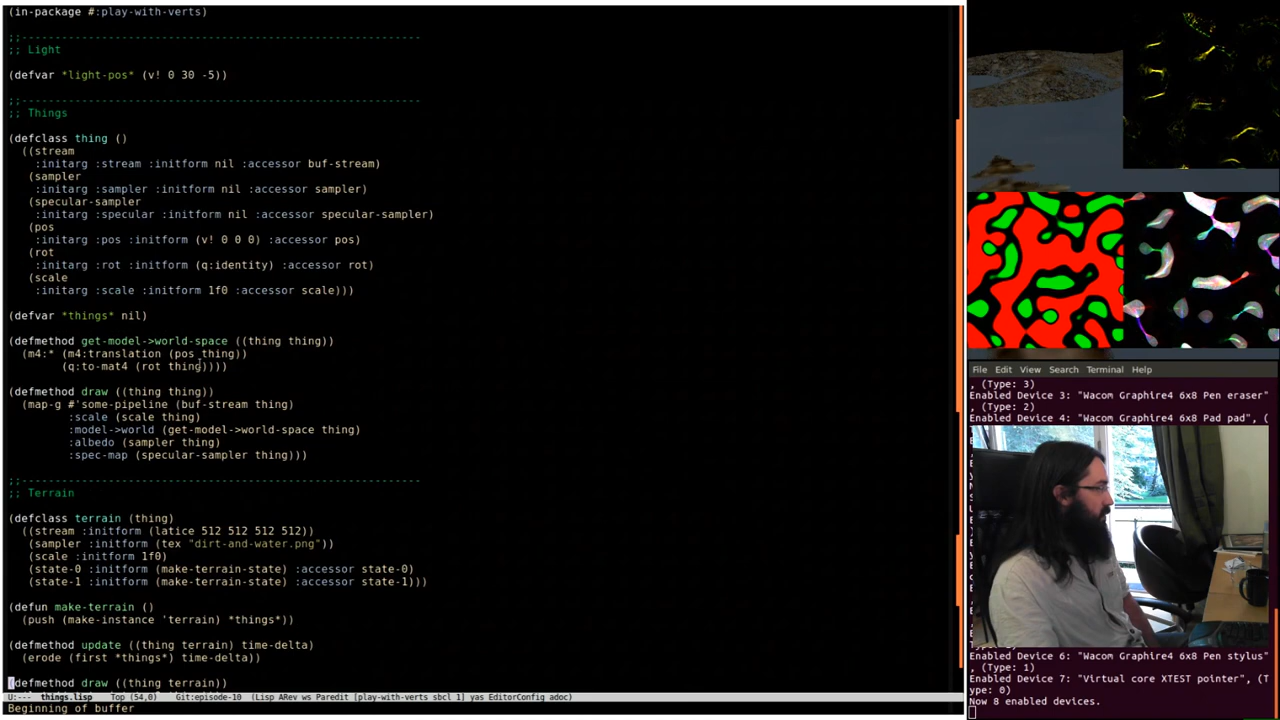 (in-package #:play-with-verts)
;;--------------------------------------------------
;; Light
(defvar *light-pos* (v! 0 30 -5))
;;--------------------------------------------------
;; Things
(defclass thing ()
((stream
:initarg :stream :initform nil :accessor buf-stream)
(sampler
:initarg :sampler :initform nil :accessor sampler)
(specular-sampler
:initarg :specular :initform nil :accessor specular-sampler)
(pos
:initarg :pos :initform (v! 0 0 0) :accessor pos)
(rot
:initarg :rot :initform (q:identity) :accessor rot)
(scale
:initarg :scale :initform 1f0 :accessor scale)))
(defvar *things* nil)
(defmethod get-model->world-space ((thing thing))
(m4:* (m4:translation (pos thing))
(q:to-mat4 (rot thing))))
(defmethod draw ((thing thing))
(map-g #'some-pipeline (buf-stream thing)
:scale (scale thing)
:model->world (get-model->world-space thing)
:albedo (sampler thing)
:spec-map (specular-sampler thing)))
;;--------------------------------------------------
;; Terrain
(defclass terrain (thing)
((stream :initform (latice 512 512 512 512))
(sampler :initform (tex "dirt-and-water.png"))
(scale :initform 1f0)
(state-0 :initform (make-terrain-state) :accessor state-0)
(state-1 :initform (make-terrain-state) :accessor state-1)))
(defun make-terrain ()
(push (make-instance 'terrain) *things*))
(defmethod update ((thing terrain) time-delta)
(erode (first *things*) time-delta))
(defmethod draw ((thing terrain))
U:--- things.lisp Top (54,0) Git:episode-10 (Lisp ARev ws Paredit [play-with-verts sbcl 1] yas EditorConfig adoc)
Beginning of buffer
File Edit View Search Terminal Help
, (Type: 3)
Enabled Device 3: "Wacom Graphire4 6x8 Pen eraser"
, (Type: 2)
Enabled Device 4: "Wacom Graphire4 6x8 Pad pad", (
Enabled Device 6: "Wacom Graphire4 6x8 Pen stylus"
, (Type: 1)
Enabled Device 7: "Virtual core XTEST pointer", (T
ype: 0)
Now 8 enabled devices.